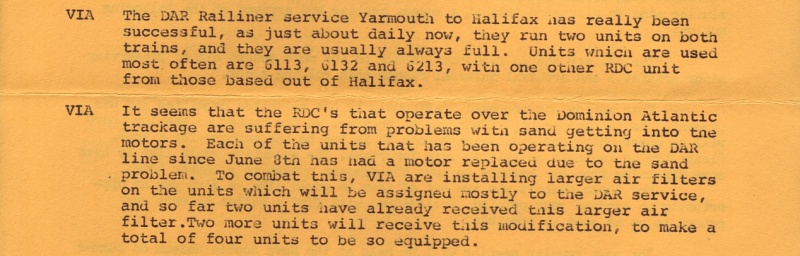 VIA The DAR Railiner service Yarmouth to Halifax has really been
successful, as just about daily now, they run two units on both
trains, and they are usually always full. Units which are used
most often are 6113, 6132 and 6213, with one other RDC unit
from those based out of Halifax.
VIA It seems that the RDC's that operate over the Dominion Atlantic
trackage are suffering from problems with sand getting into the
motors. Each of the units that has been operating on the DAR
line since June 8th has had a motor replaced due to the sand
problem. To combat this, VIA are installing larger air filters
on the units which will be assigned mostly to the DAR service,
and so far two units have already received this larger air
filter.Two more units will receive this modification, to make a
total of four units to be so equipped.